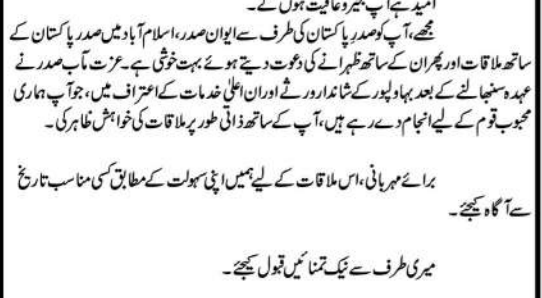 امید ہے آپ بخیروعافیت ہوں گے۔
مجھے، آپ کو صدرِ پاکستان کی طرف سے ایوان صدر، اسلام آباد میں صدر پاکستان کے
ساتھ ملاقات اور پھر ان کے ساتھ ظہرانے کی دعوت دیتے ہوئے بہت خوشی ہے۔ عزت مآب صدر نے
عہدہ سنبھالنے کے بعد بہاولپور کے شاندار ورثے اور ان اعلیٰ خدمات کے اعتراف میں، جو آپ ہماری
محبوب قوم کے لیے انجام دے رہے ہیں، آپ کے ساتھ ذاتی طور پر ملاقات کی خواہش ظاہر کی۔
برائے مہربانی، اس ملاقات کے لیے ہمیں اپنی سہولت کے مطابق کسی مناسب تاریخ
سے آگاہ کیجئے۔
میری طرف سے نیک تمنائیں قبول کیجئے۔